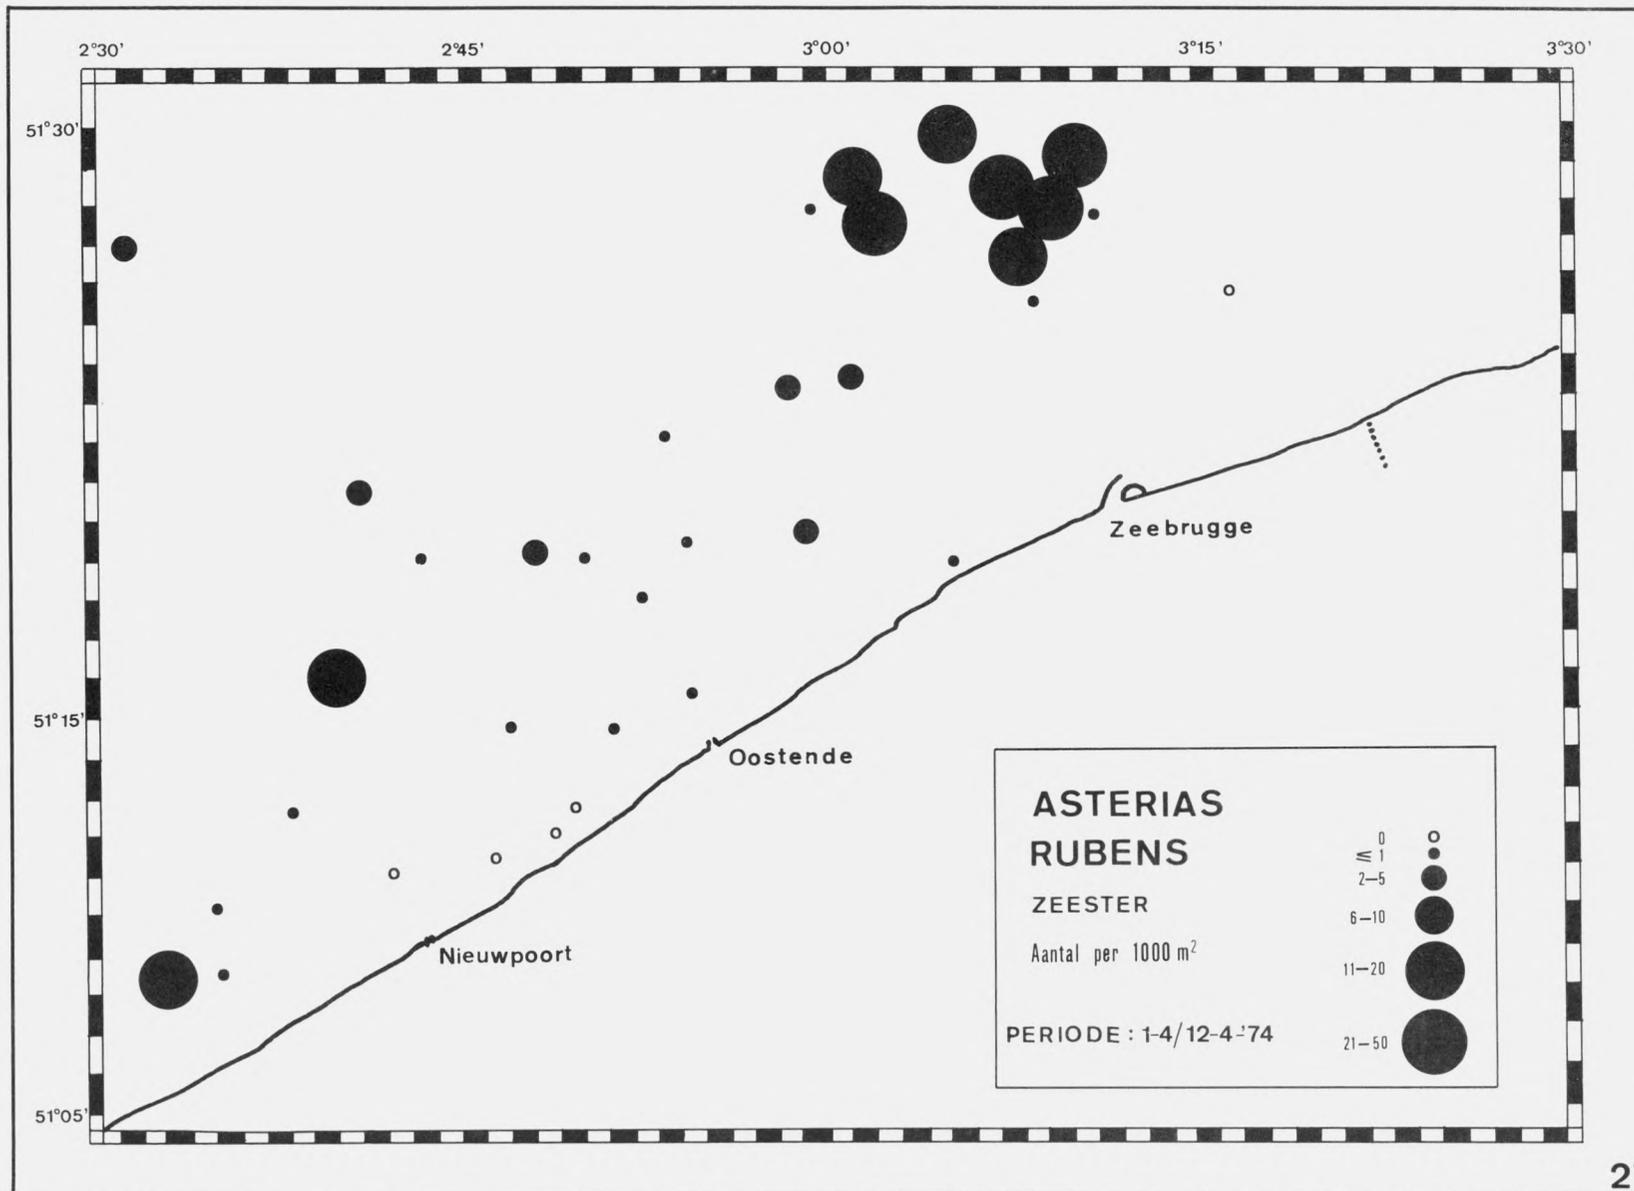 2°30' 2°45' 3°00' 3°15' 3°30'
51°30'
51°15'
51°05'
Zeebrugge
Oostende
Nieuwpoort
ASTERIAS
RUBENS
ZEESTER
Aantal per 1000 m²
PERIODE : 1-4/12-4-'74
0
≤ 1
2—5
6—10
11—20
21—50
2